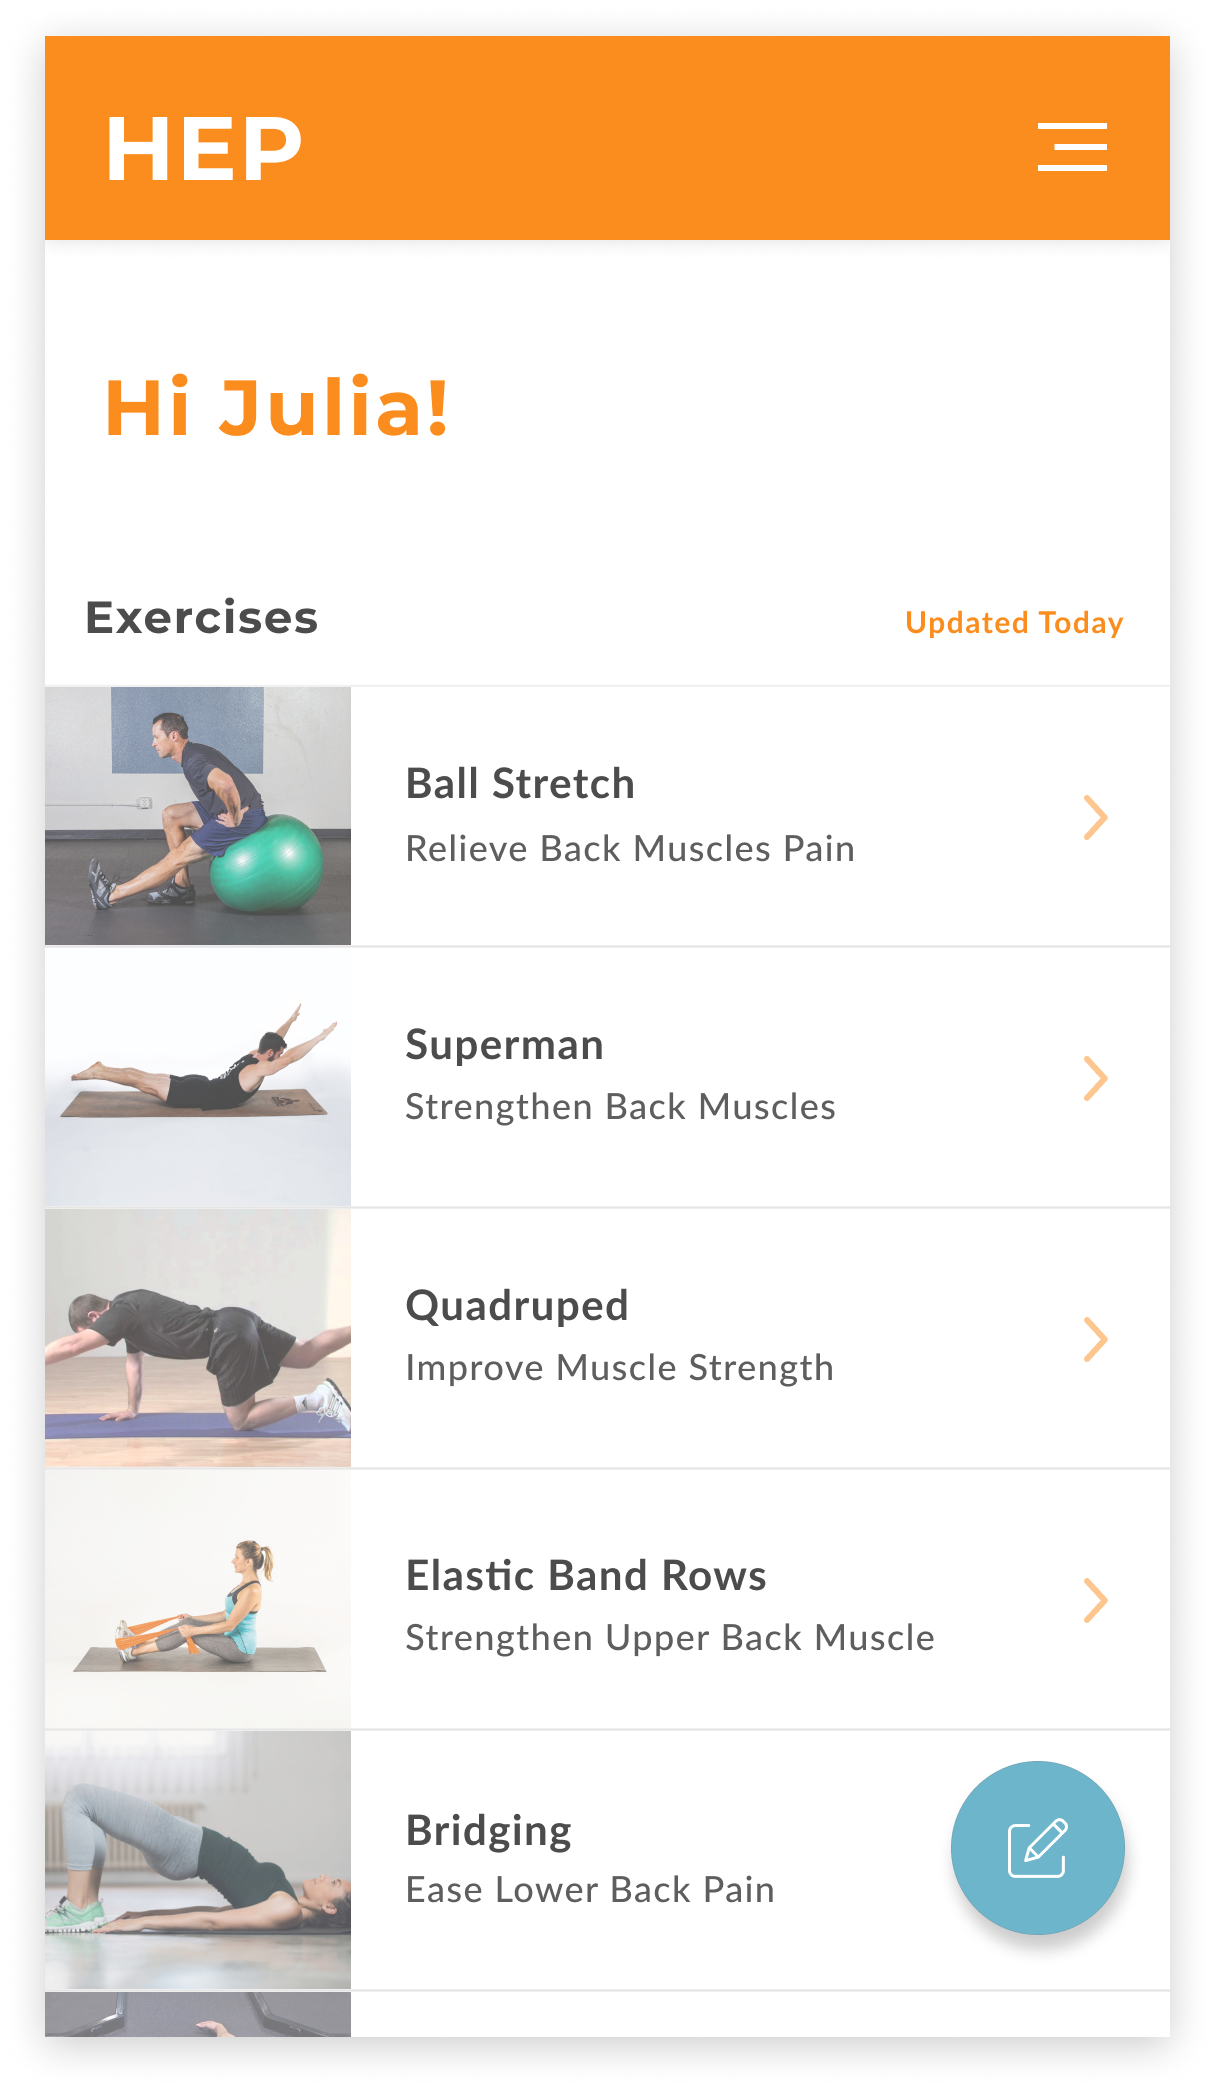 HEP
Hi Julia!
Exercises
Updated Today
Ball Stretch
Relieve Back Muscles Pain
Superman
Strengthen Back Muscles
Quadruped
Improve Muscle Strength
Elastic Band Rows
Strengthen Upper Back Muscle
Bridging
Ease Lower Back Pain